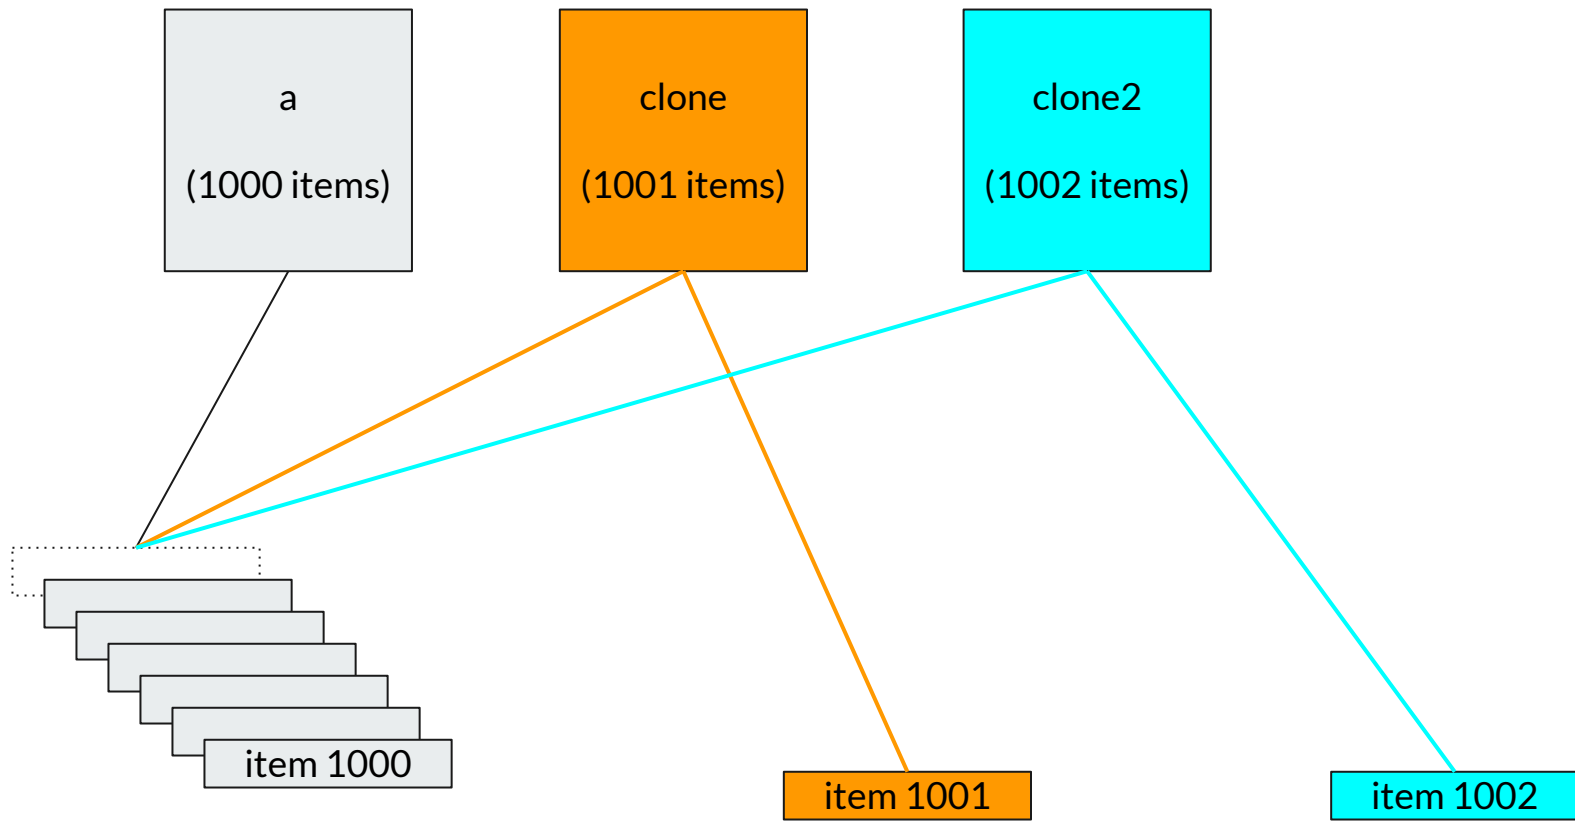 a
(1000 items)
clone
(1001 items)
clone2
(1002 items)
item 1000
item 1001
item 1002